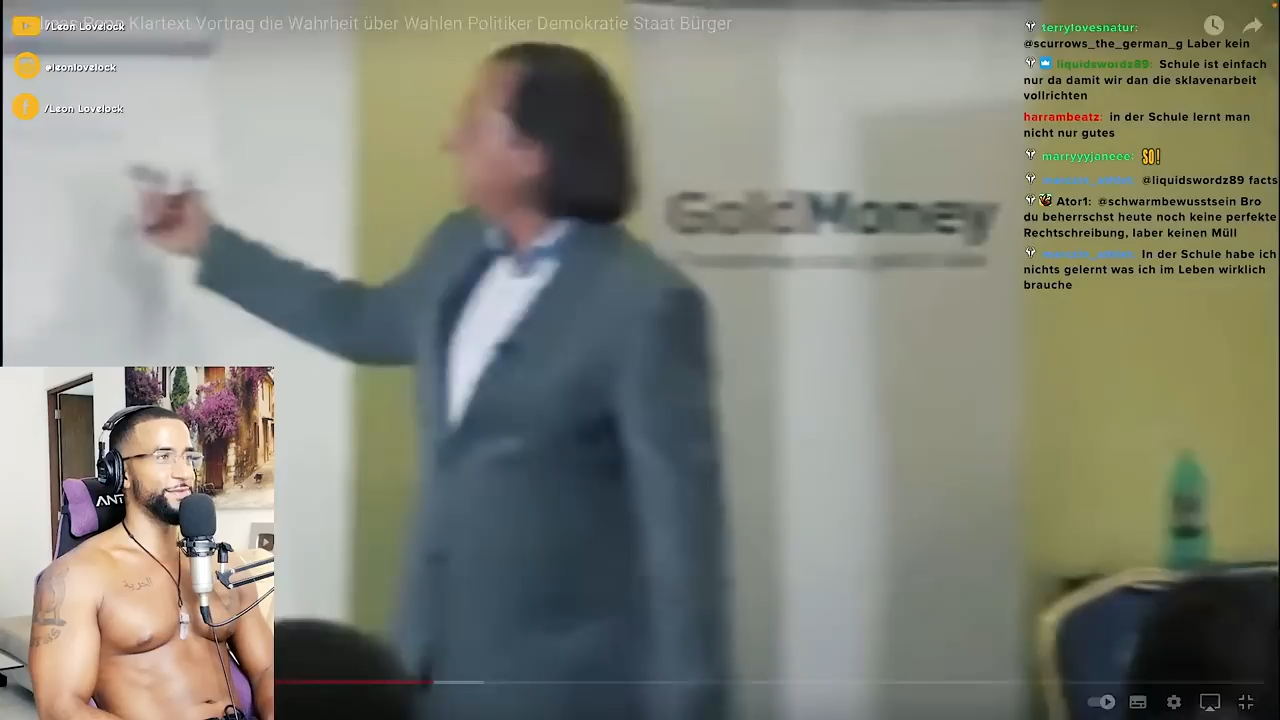 Klartext Vortrag die Wahrheit über Wahlen Politiker Demokratie Staat Bürger
/Leon Lovelock
@leonlovelock
/Leon Lovelock
GoldMoney
ANT
الحرية
terrylovesnatur:
@scurrows_the_german_g Laber kein
liquidswordz89: Schule ist einfach
nur da damit wir dan die sklavenarbeit
vollrichten
harrambeatz: in der Schule lernt man
nicht nur gutes
marryyyjaneee: SO!
@liquidswordz89 facts
Ator1: @schwarmbewusstsein Bro
du beherrschst heute noch keine perfekte
Rechtschreibung, laber keinen Müll
In der Schule habe ich
nichts gelernt was ich im Leben wirklich
brauche